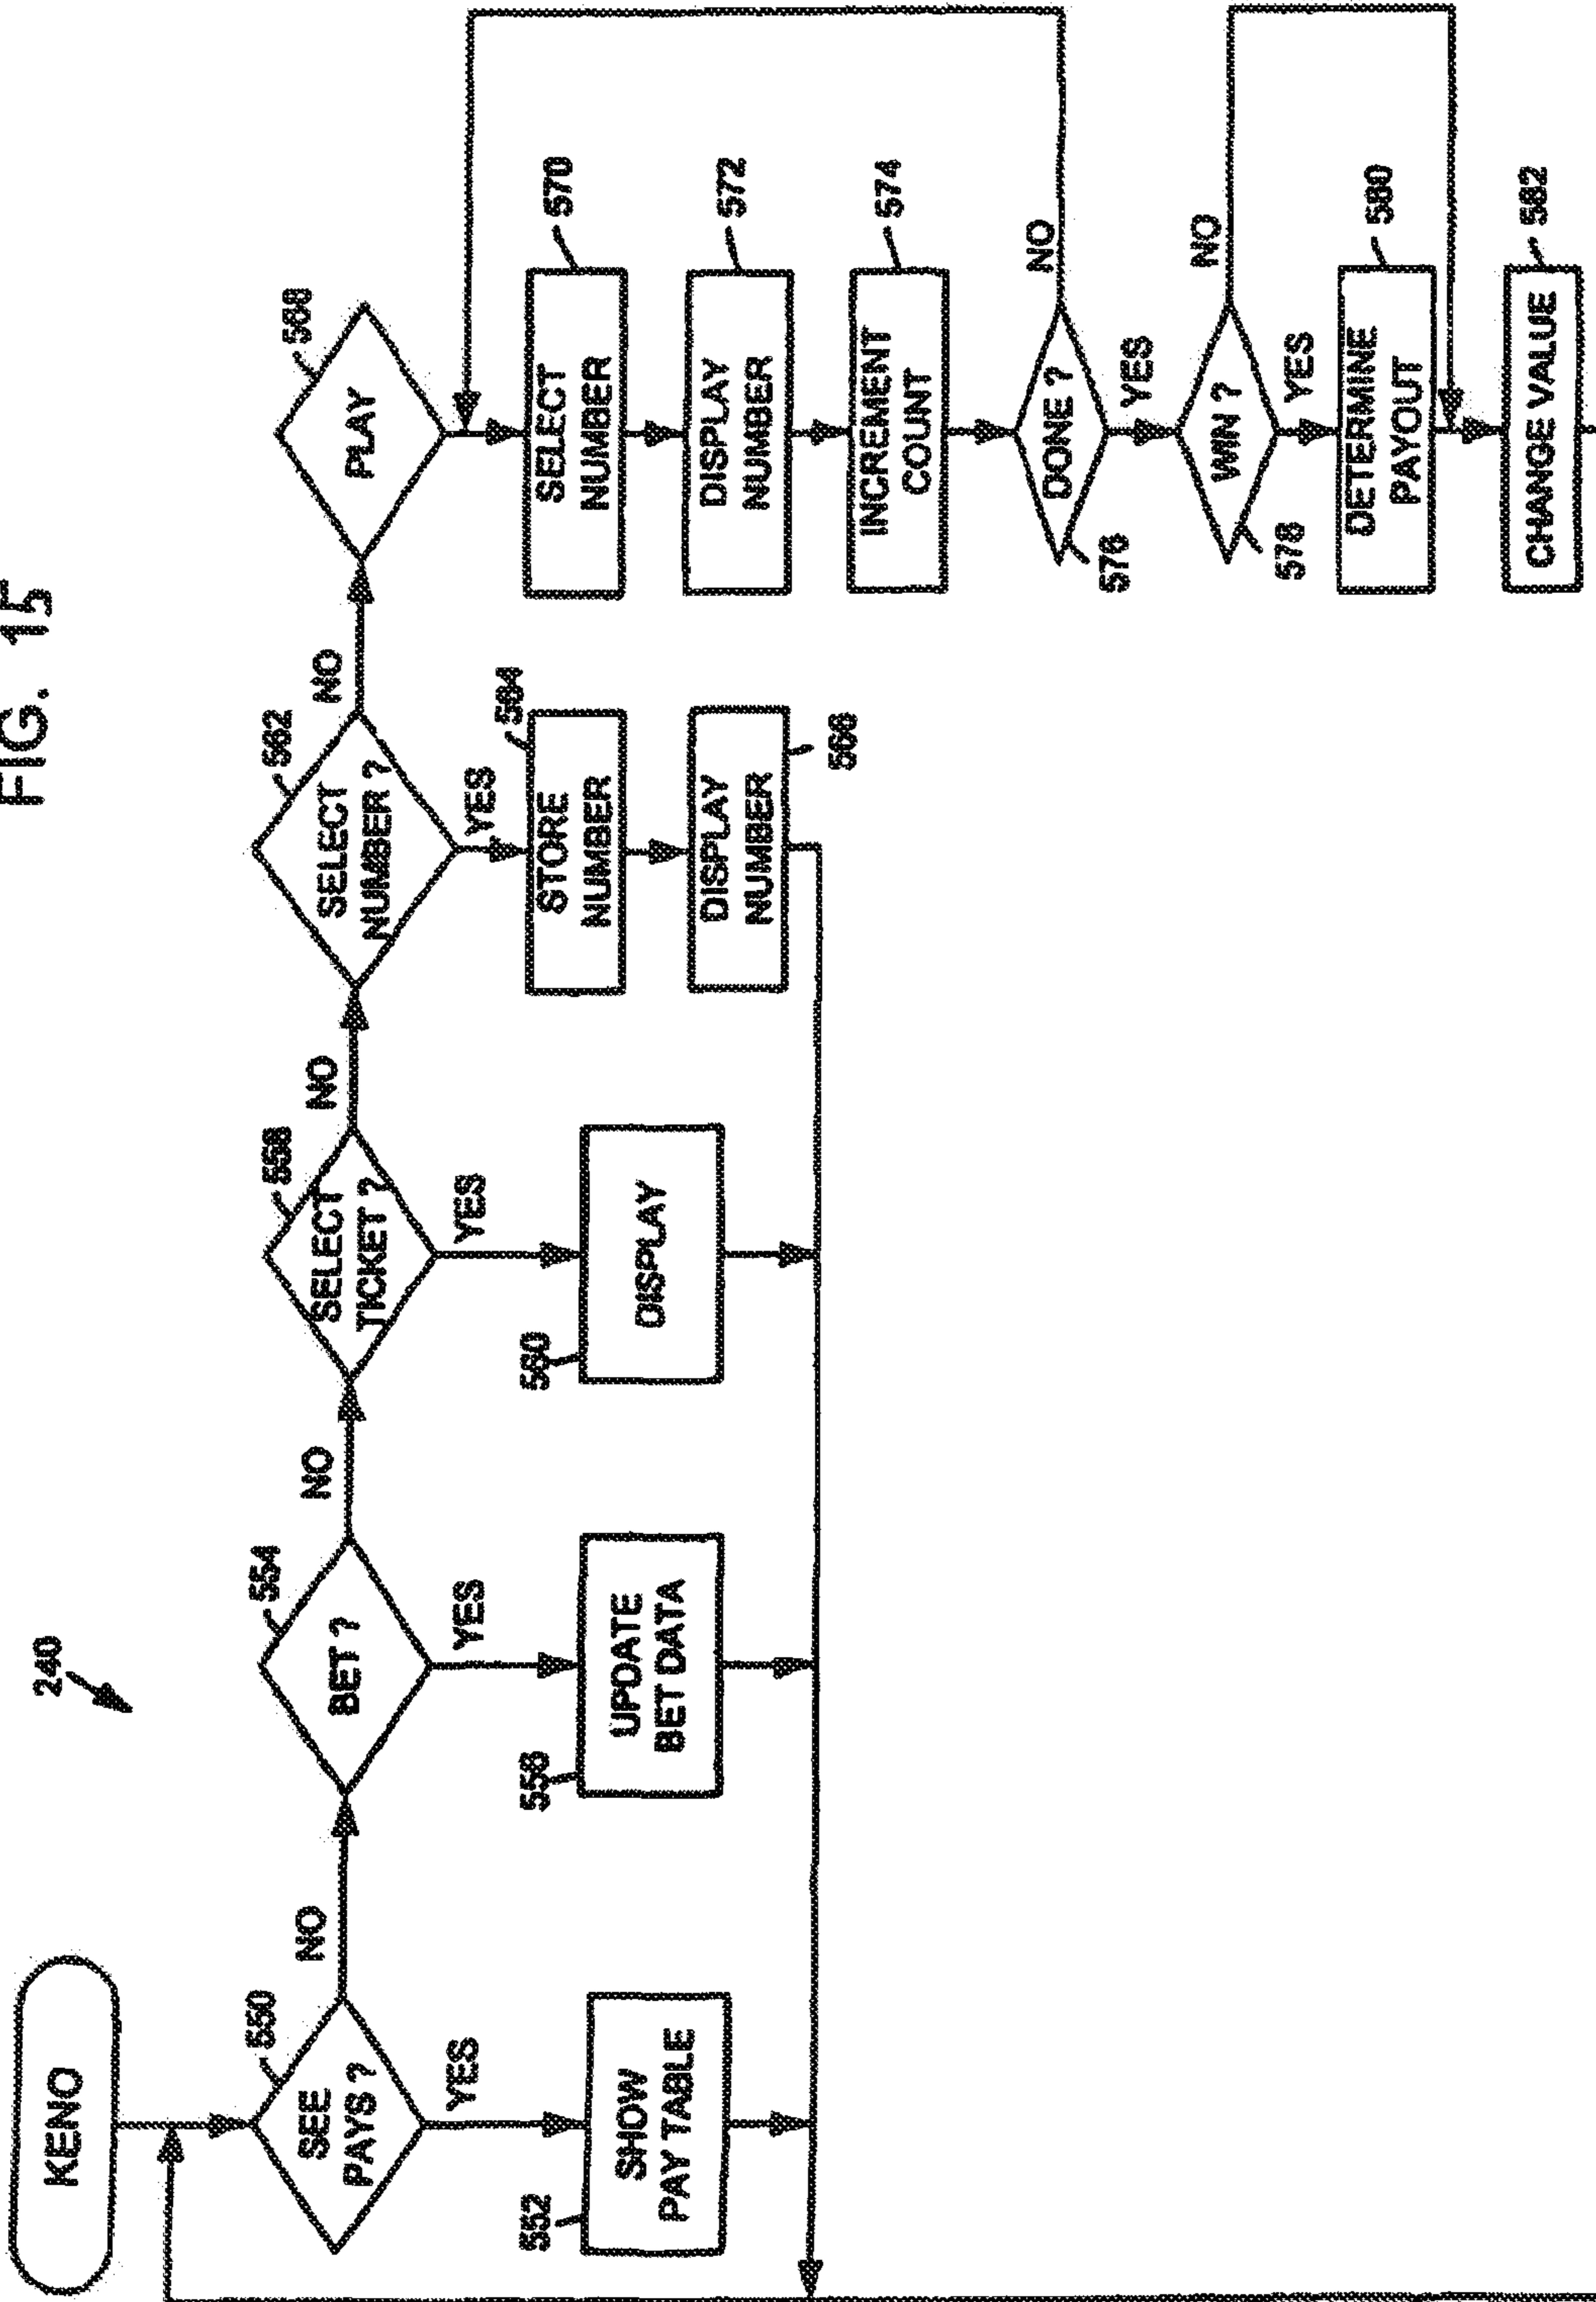 FIG. 15
240
KENO
550
SEE
PAYS ?
NO
YES
552
SHOW
PAY TABLE
554
BET ?
NO
YES
556
UPDATE
BET DATA
558
SELECT
TICKET ?
NO
YES
560
DISPLAY
562
SELECT
NUMBER ?
NO
YES
564
STORE
NUMBER
566
DISPLAY
NUMBER
568
PLAY
570
SELECT
NUMBER
572
DISPLAY
NUMBER
574
INCREMENT
COUNT
576
DONE ?
NO
YES
578
WIN ?
NO
YES
580
DETERMINE
PAYOUT
582
CHANGE VALUE